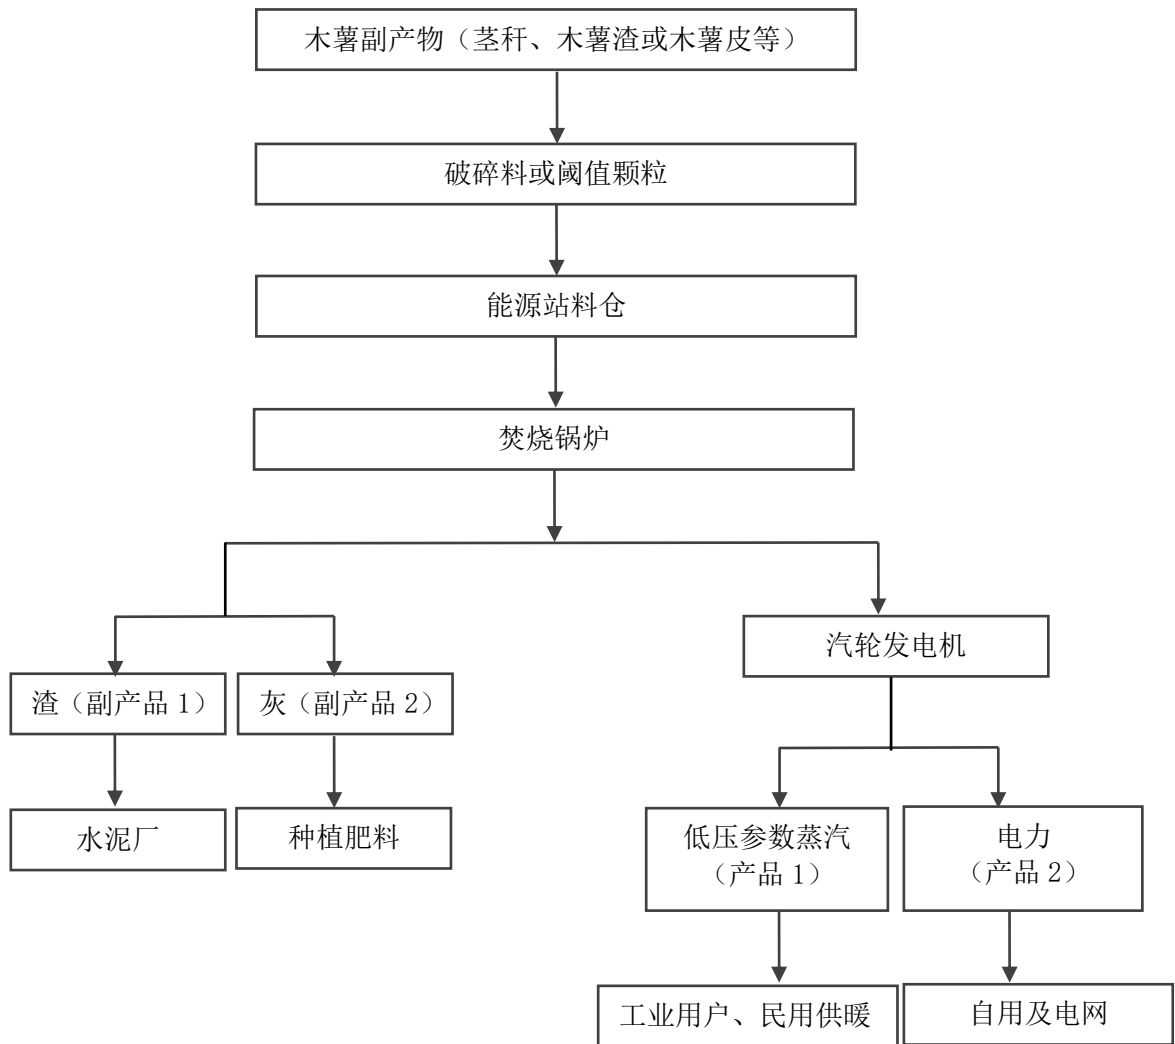 木薯副产物（茎秆、木薯渣或木薯皮等）
破碎料或阈值颗粒
能源站料仓
焚烧锅炉
汽轮发电机
渣（副产品 1）
灰（副产品 2）
水泥厂
种植肥料
低压参数蒸汽
（产品 1）
电力
（产品 2）
工业用户、民用供暖
自用及电网